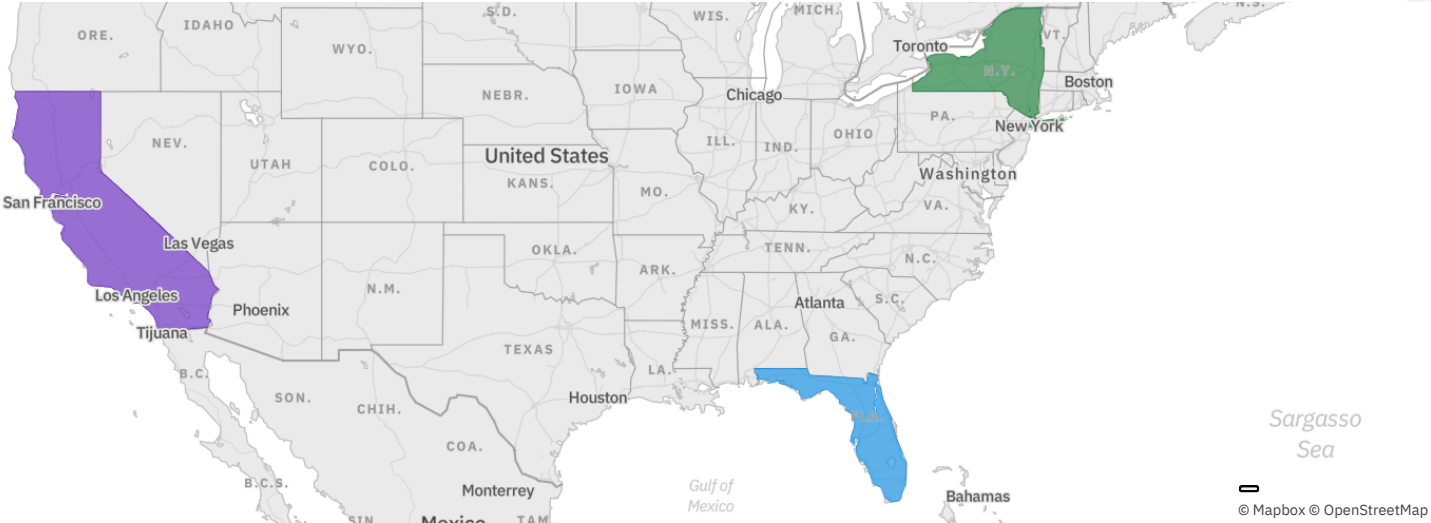 S.D.
WIS.
MICH.
N.S.
ORE.
IDAHO
WYO.
VT.
Toronto
N.Y.
Boston
IOWA
NEBR.
Chicago
PA.
New York
NEV.
UTAH
COLO.
United States
ILL.
IND.
OHIO
KANS.
MO.
Washington
San Francisco
KY.
VA.
Las Vegas
OKLA.
TENN.
N.C.
ARK.
Los Angeles
N.M.
Phoenix
Atlanta
S.C.
Tijuana
MISS.
ALA.
GA.
TEXAS
LA.
B.C.
SON.
CHIH.
Houston
FLA.
Sargasso
Sea
COA.
B.C.S.
Monterrey
Gulf of
Mexico
Bahamas
SIN.
Mexico
TAM.
© Mapbox © OpenStreetMap